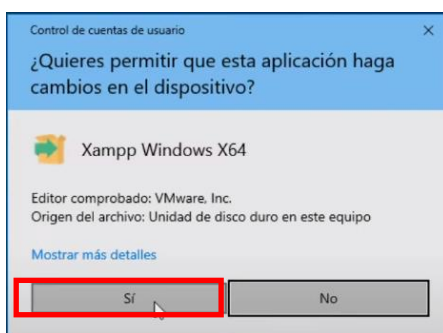 Control de cuentas de usuario
¿Quieres permitir que esta aplicación haga
cambios en el dispositivo?
Xampp Windows X64
Editor comprobado: VMware, Inc.
Origen del archivo: Unidad de disco duro en este equipo
Mostrar más detalles
Sí No